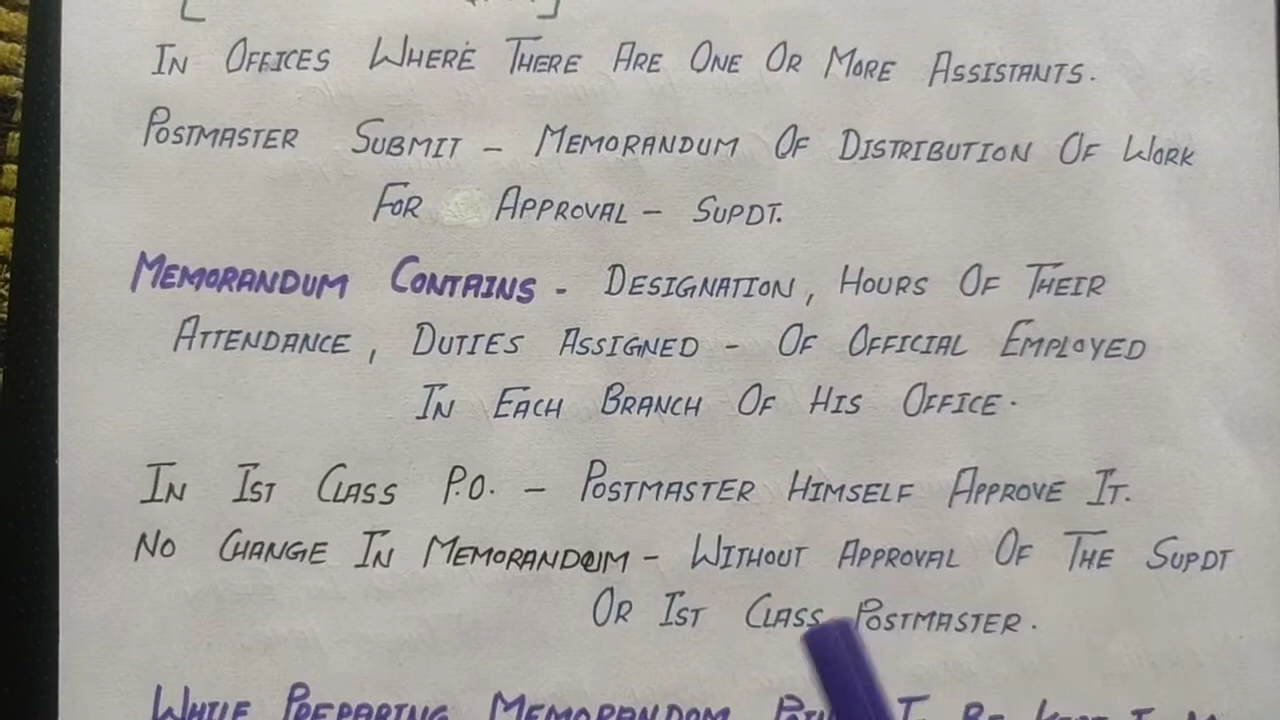 IN OFFICES WHERE THERE ARE ONE OR MORE ASSISTANTS.
POSTMASTER SUBMIT - MEMORANDUM OF DISTRIBUTION OF WORK
FOR APPROVAL - SUPDT.
MEMORANDUM CONTAINS - DESIGNATION, HOURS OF THEIR
ATTENDANCE, DUTIES ASSIGNED - OF OFFICIAL EMPLOYED
IN EACH BRANCH OF HIS OFFICE.
IN IST CLASS P.O. - POSTMASTER HIMSELF APPROVE IT.
NO CHANGE IN MEMORANDUM - WITHOUT APPROVAL OF THE SUPDT
OR IST CLASS POSTMASTER.
WHILE PREPARING MEMORANDOM